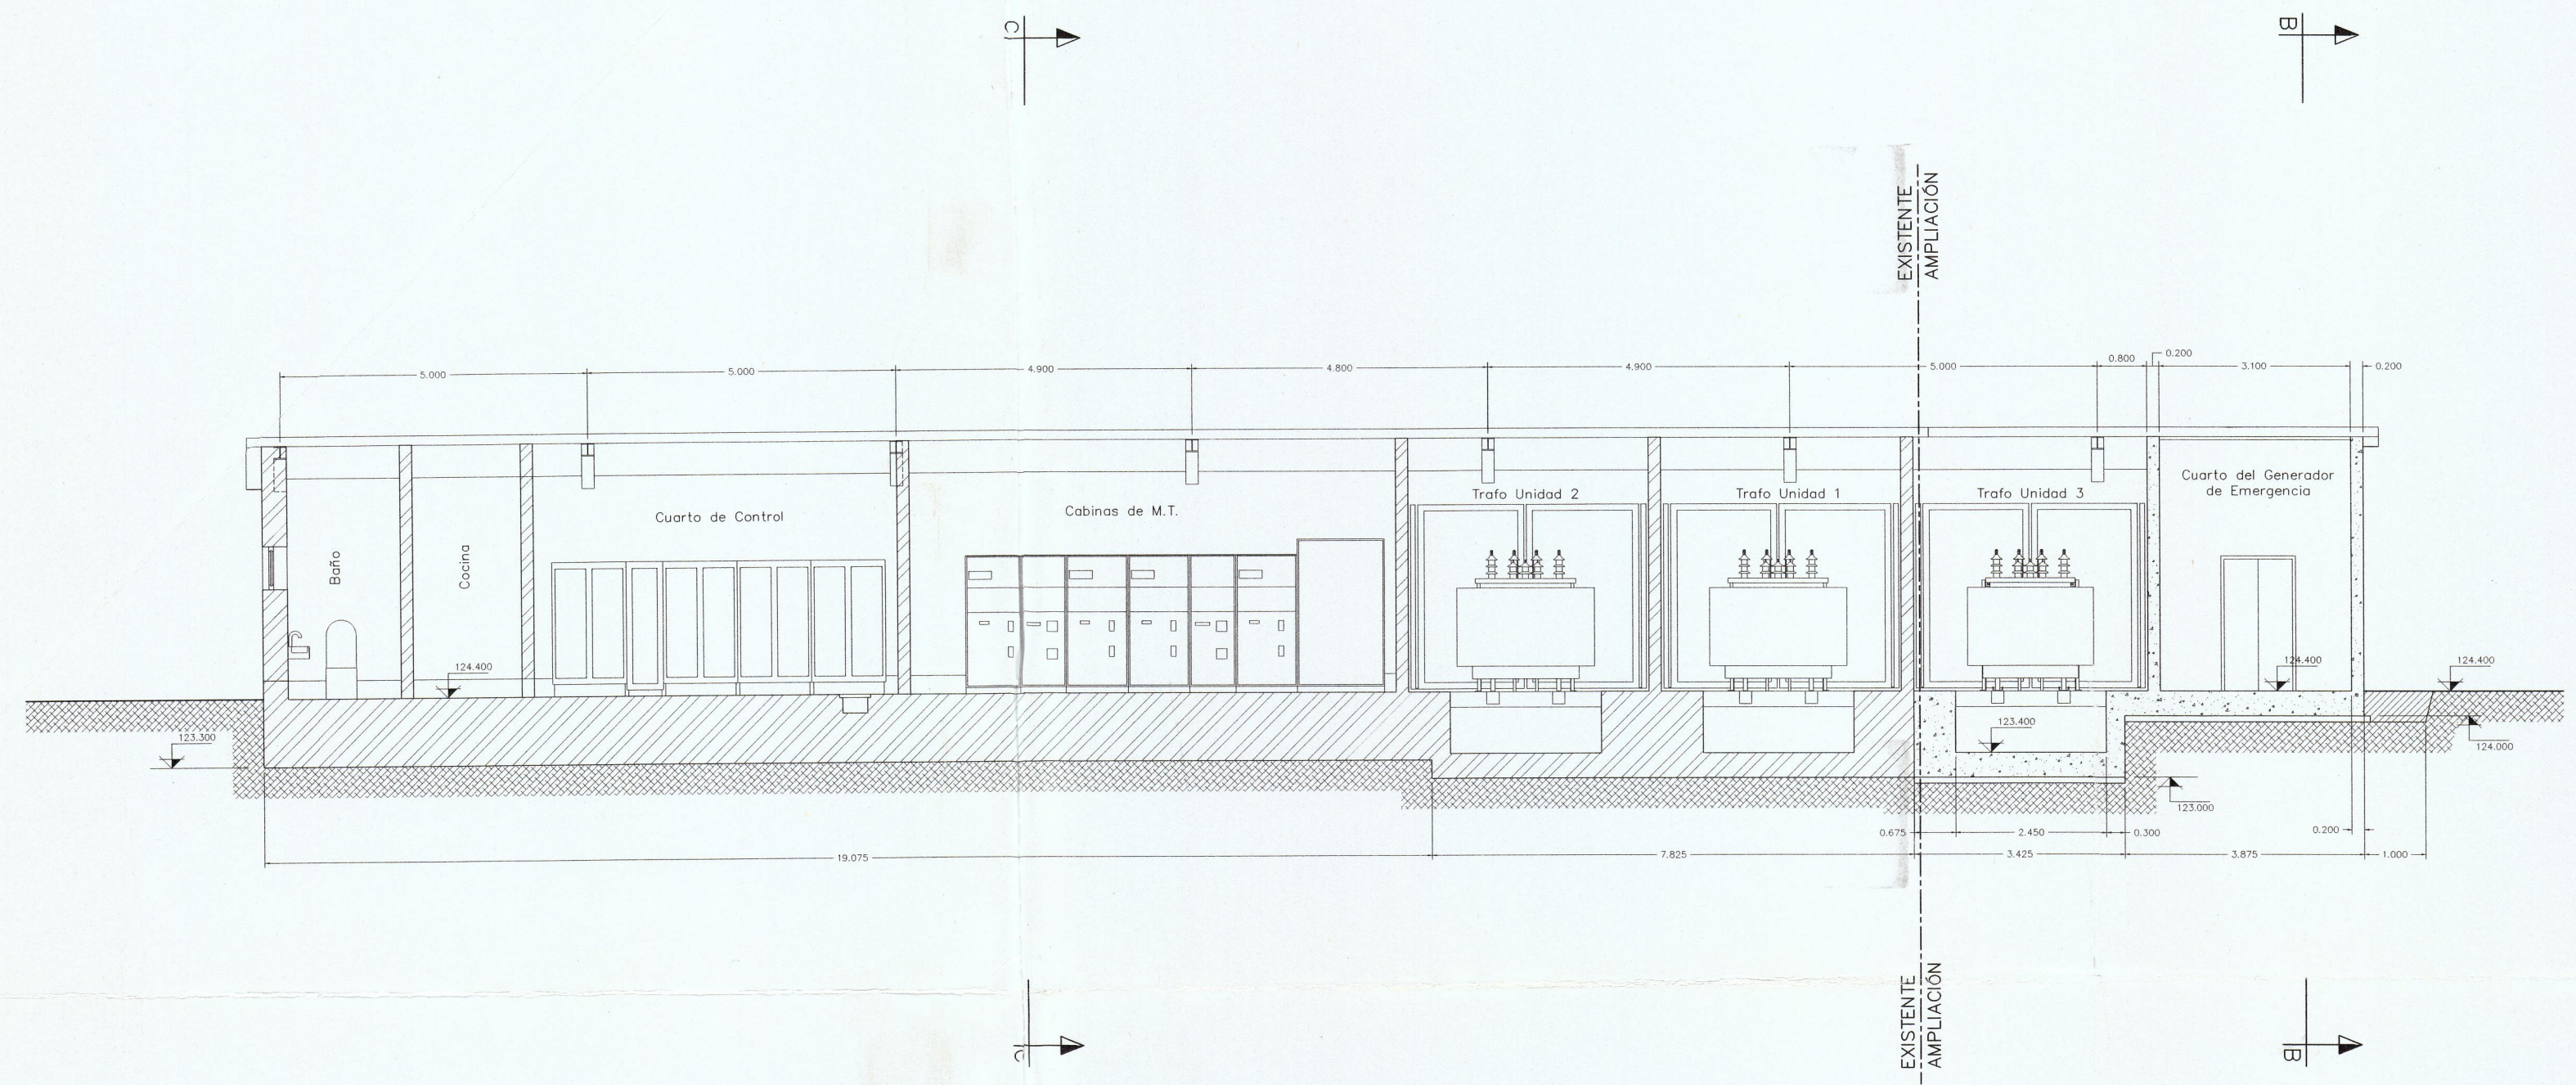 C
B
EXISTENTE
AMPLIACIÓN
5.000
5.000
4.900
4.800
4.900
5.000
0.800
0.200
3.100
0.200
Baño
Cocina
Cuarto de Control
Cabinas de M.T.
Trafo Unidad 2
Trafo Unidad 1
Trafo Unidad 3
Cuarto del Generador
de Emergencia
124.400
124.400
124.400
123.300
123.400
124.000
123.000
0.675
2.450
0.300
0.200
19.075
7.825
3.425
3.875
1.000
EXISTENTE
AMPLIACIÓN
C
B